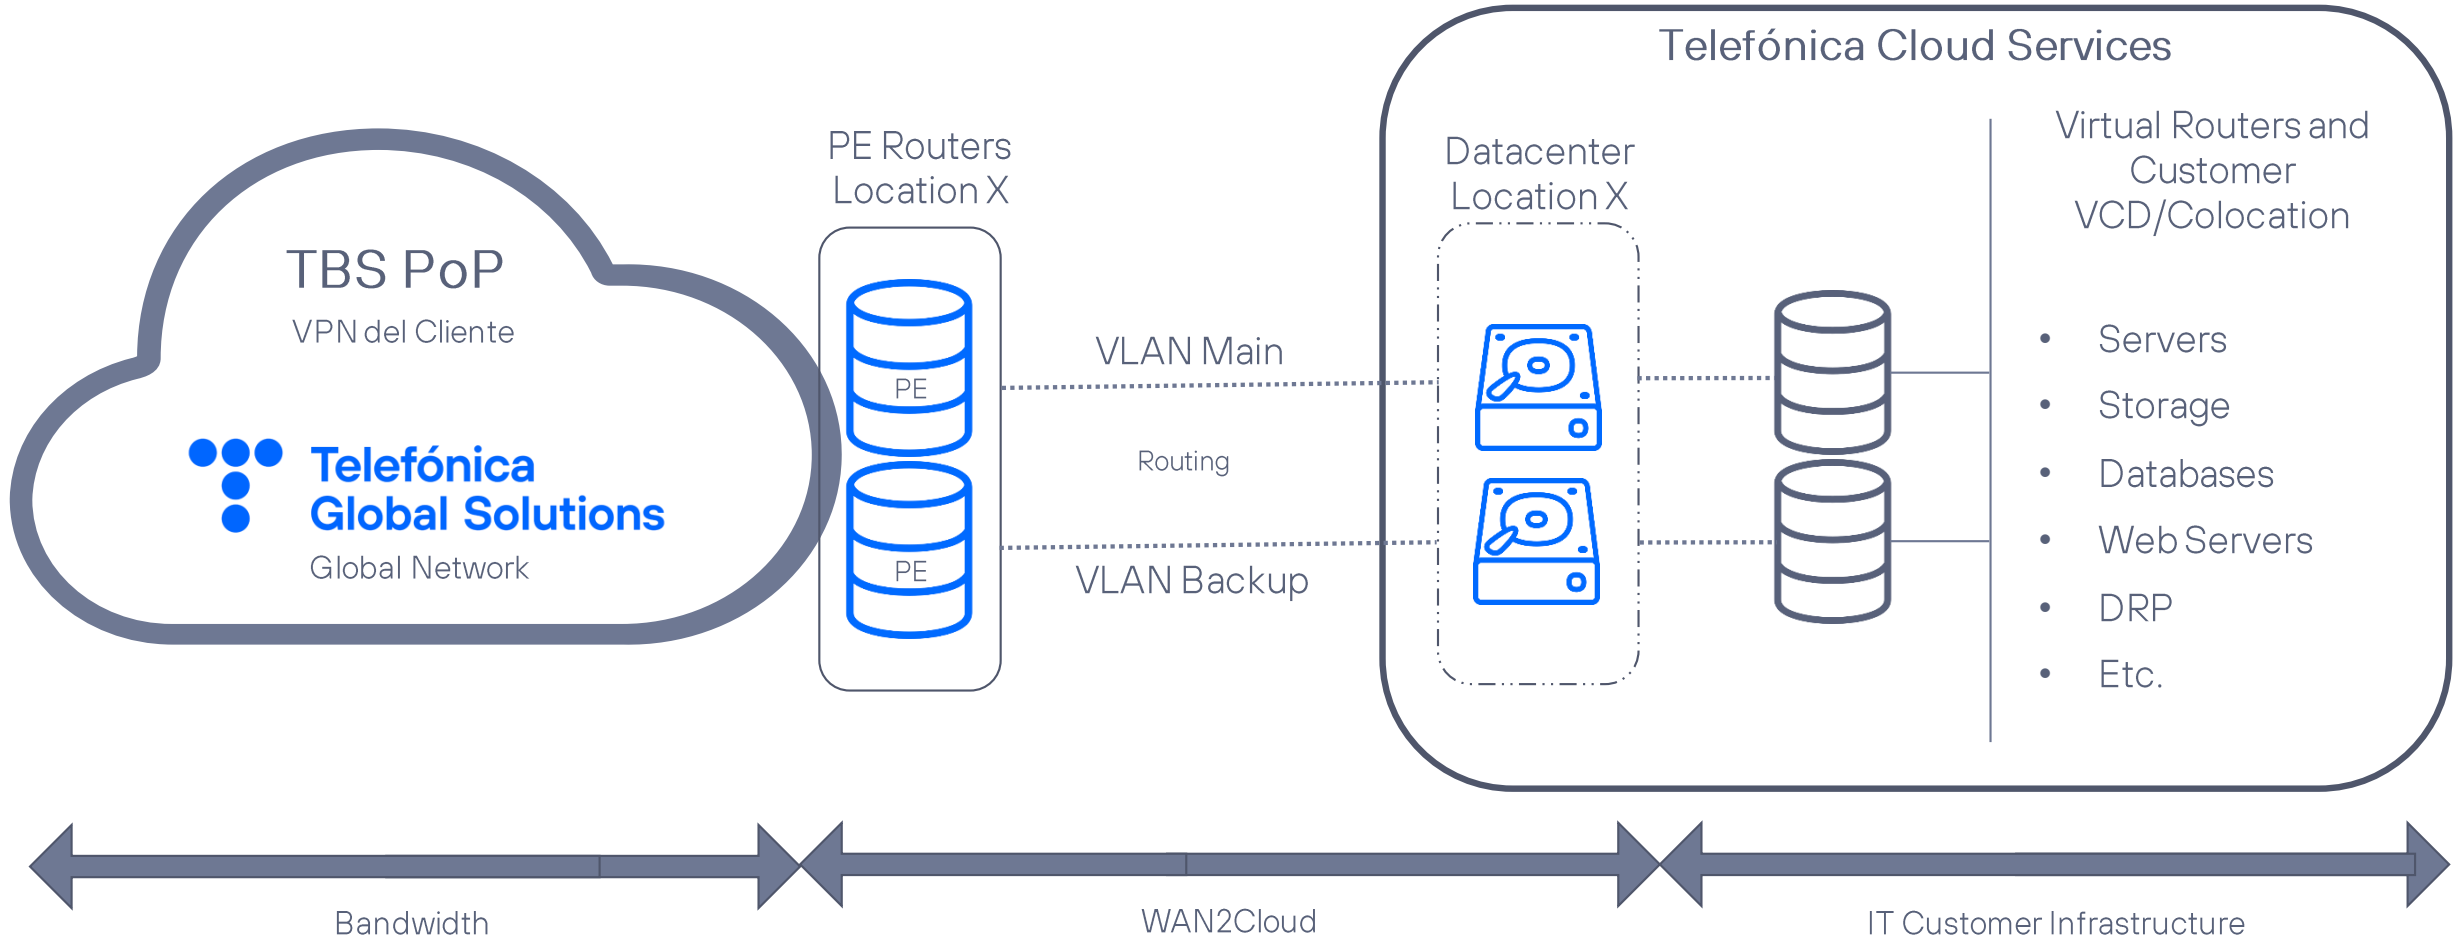 Telefónica Cloud Services
TBS PoP
VPN del Cliente
Telefónica
Global Solutions
Global Network
PE Routers
Location X
PE
PE
VLAN Main
Routing
VLAN Backup
Datacenter
Location X
Virtual Routers and
Customer
VCD/Colocation
• Servers
• Storage
• Databases
• Web Servers
• DRP
• Etc.
Bandwidth
WAN2Cloud
IT Customer Infrastructure